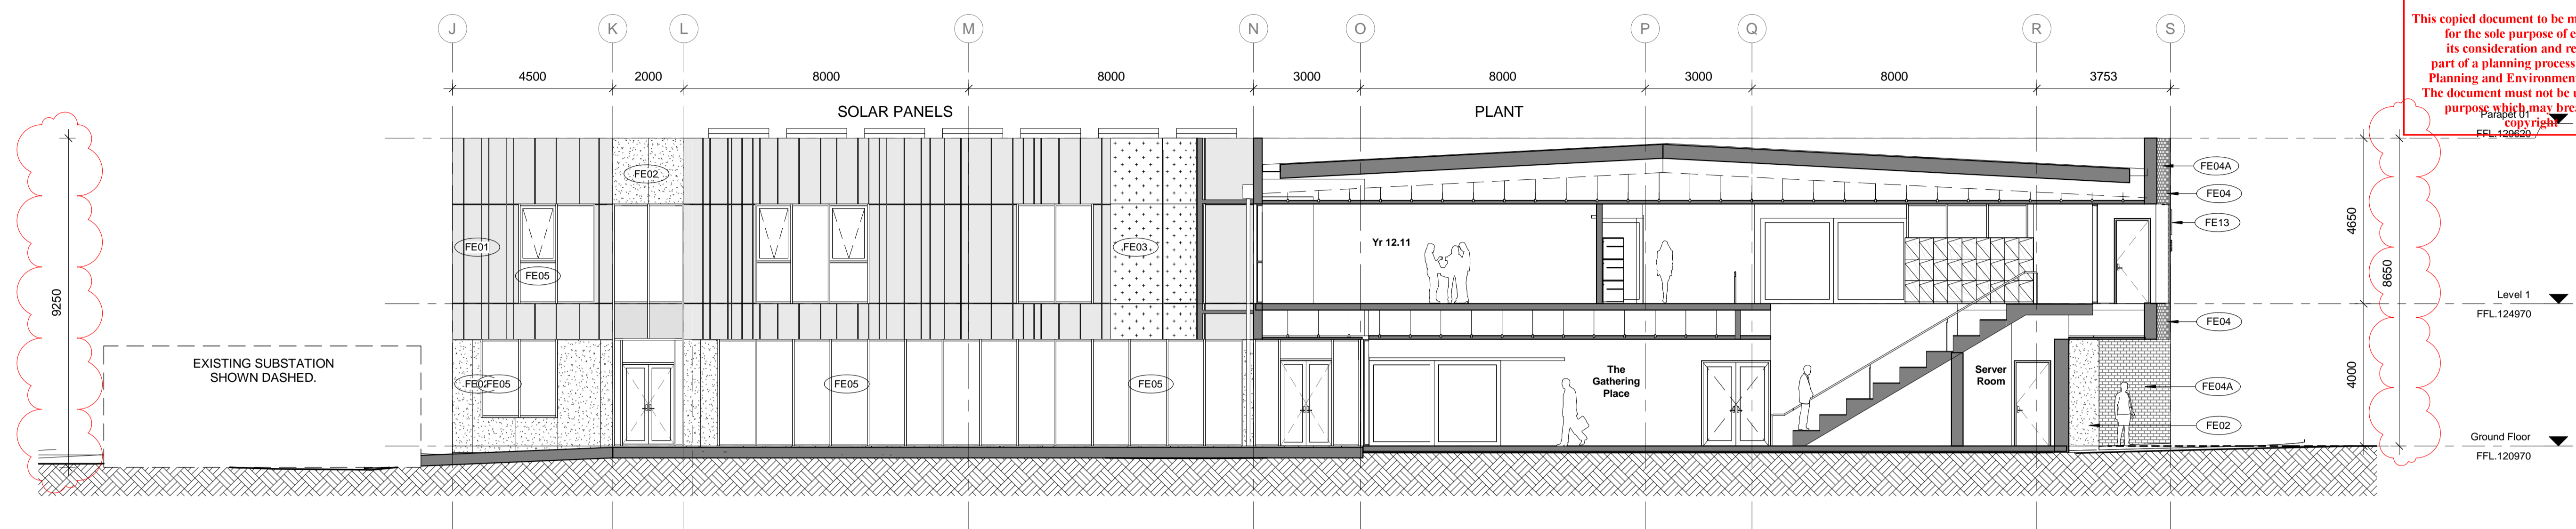 J K L M N O P Q R S
This copied document to be m
for the sole purpose of e
its consideration and re
part of a planning process
Planning and Environment
The document must not be u
purpose which may bre
copyright
4500 2000 8000 8000 3000 8000 3000 8000 3753
SOLAR PANELS PLANT
Parapet 01
FFL.129620
FE02
FE04A
FE04
FE13
FE01
FE05
FE03
Yr 12.11
4650
8650
9250
Level 1
FFL.124970
FE04
EXISTING SUBSTATION
SHOWN DASHED.
FE02 FE05
FE05
FE05
The
Gathering
Place
Server
Room
4000
FE04A
FE02
Ground Floor
FFL.120970